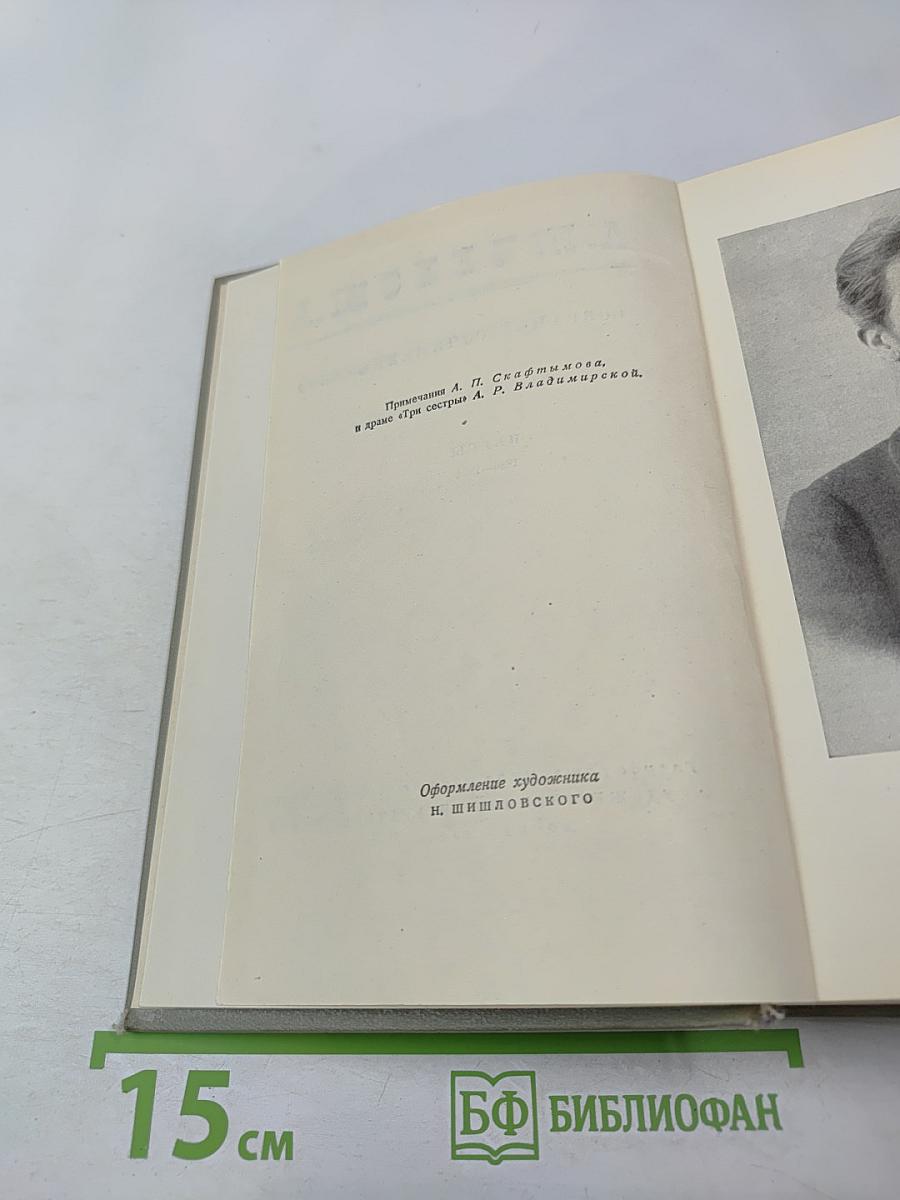 Примечания А. П. Скафтымова,
и драме «Три сестры» А. Р. Владимирской.
Оформление художника
Н. ШИШЛОВСКОГО
15 см
БФ БИБЛИОФАН